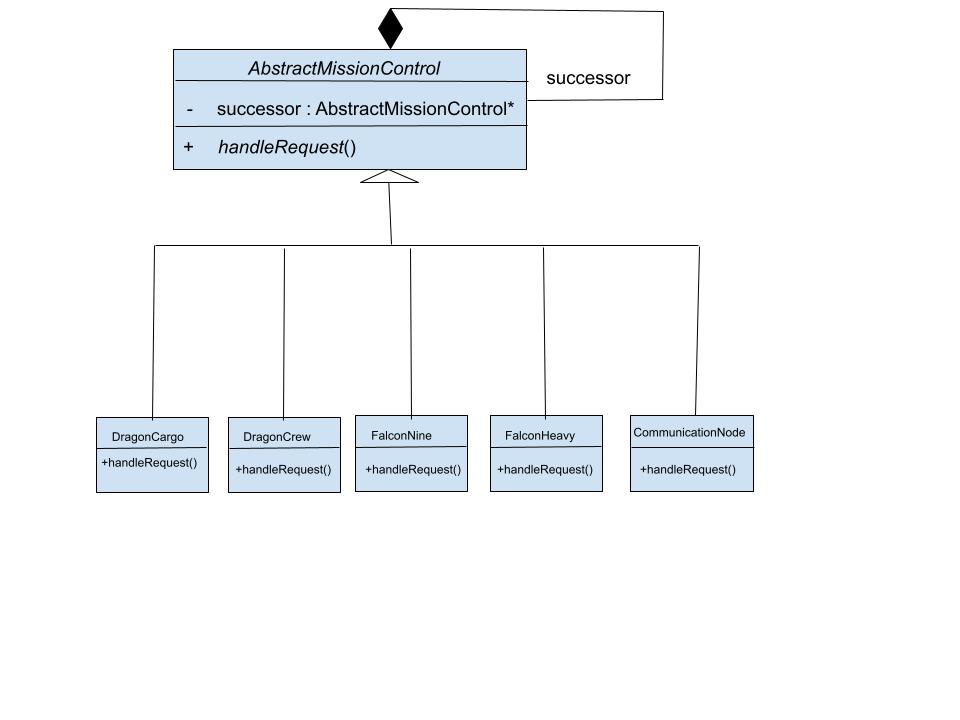 AbstractMissionControl
successor
- successor : AbstractMissionControl*
+ handleRequest()
DragonCargo
+handleRequest()
DragonCrew
+handleRequest()
FalconNine
+handleRequest()
FalconHeavy
+handleRequest()
CommunicationNode
+handleRequest()